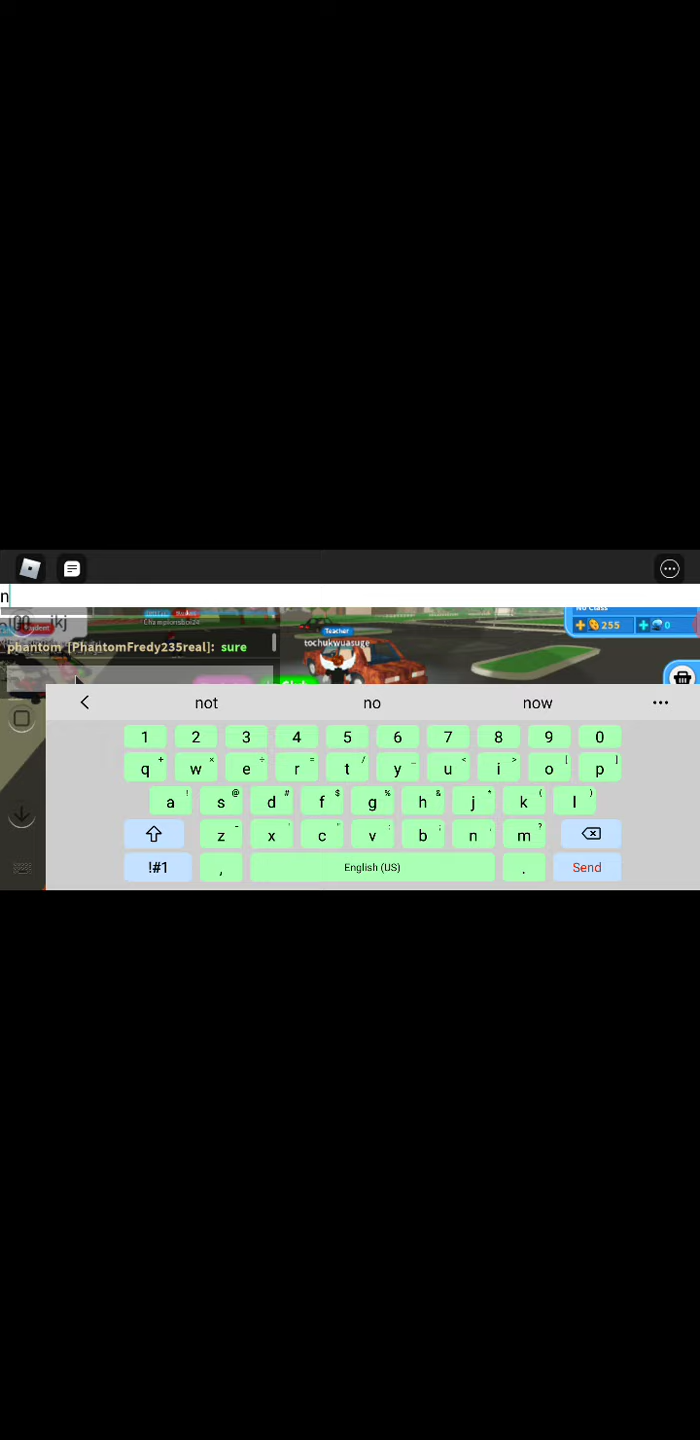 n
No Class
255
0
Championsboi24
phantom [PhantomFredy235real]: sure
Teacher
tochukwuasuge
not no now
1 2 3 4 5 6 7 8 9 0
q + w × e ÷ r = t / y _ u < i > o [ p ]
a ! s @ d # f $ g % h & j * k ( l )
z - x ' c " v : b ; n , m ?
!#1 , English (US) . Send